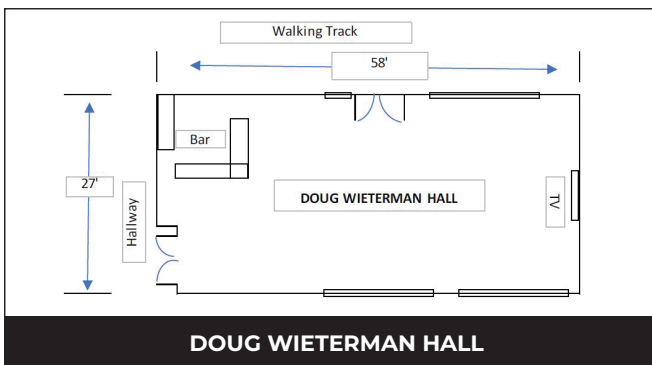 Walking Track
58'
Bar
27'
Hallway
DOUG WIETERMAN HALL
TV
DOUG WIETERMAN HALL